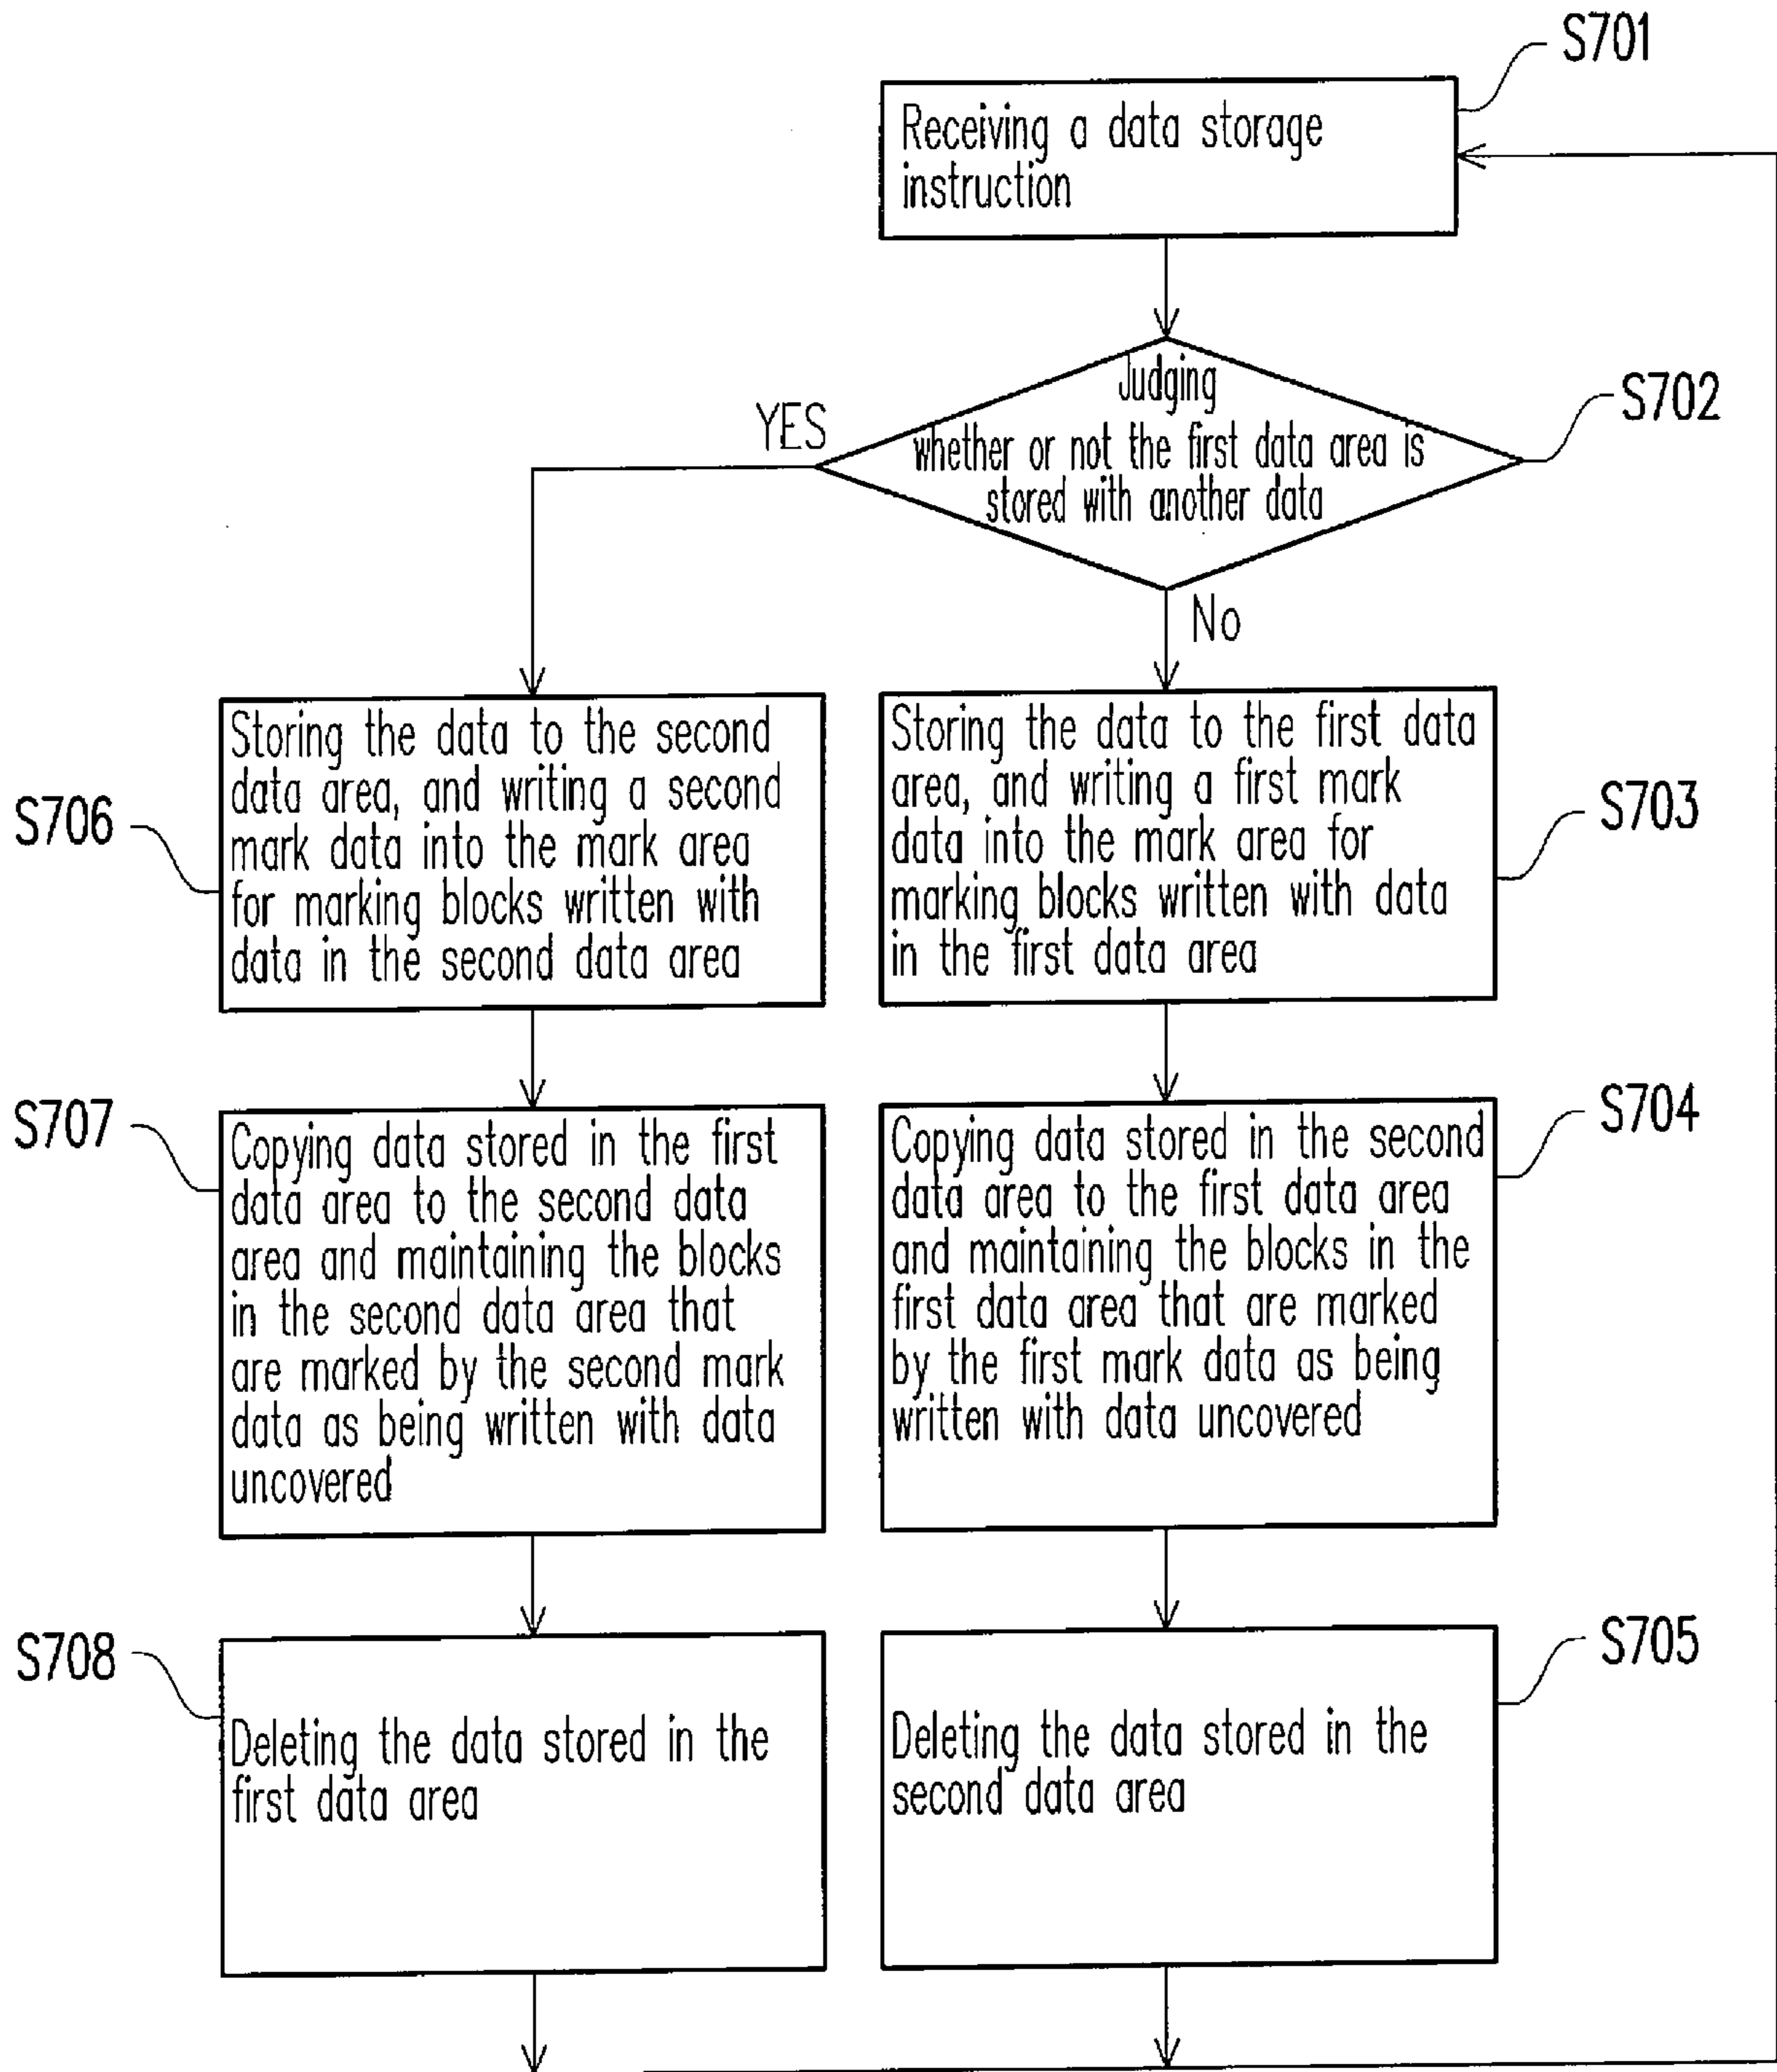 S701
Receiving a data storage
instruction
S702
Judging
whether or not the first data area is
stored with another data
YES
No
S706
Storing the data to the second
data area, and writing a second
mark data into the mark area
for marking blocks written with
data in the second data area
Storing the data to the first data
area, and writing a first mark
data into the mark area for
marking blocks written with data
in the first data area
S703
S707
Copying data stored in the first
data area to the second data
area and maintaining the blocks
in the second data area that
are marked by the second mark
data as being written with data
uncovered
Copying data stored in the second
data area to the first data area
and maintaining the blocks in the
first data area that are marked
by the first mark data as being
written with data uncovered
S704
S708
Deleting the data stored in the
first data area
Deleting the data stored in the
second data area
S705